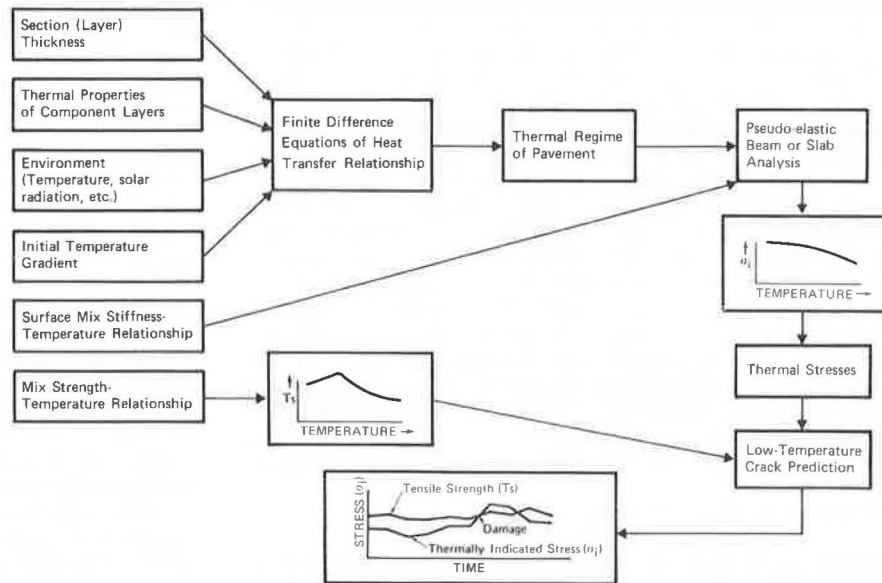 Section (Layer)
Thickness
Thermal Properties
of Component Layers
Environment
(Temperature, solar
radiation, etc.)
Initial Temperature
Gradient
Surface Mix Stiffness-
Temperature Relationship
Mix Strength-
Temperature Relationship
Finite Difference
Equations of Heat
Transfer Relationship
Thermal Regime
of Pavement
Pseudo-elastic
Beam or Slab
Analysis
σi
TEMPERATURE →
Thermal Stresses
Ts
TEMPERATURE →
Low-Temperature
Crack Prediction
STRESS (σi)
Tensile Strength (Ts)
Damage
Thermally Indicated Stress (σi)
TIME